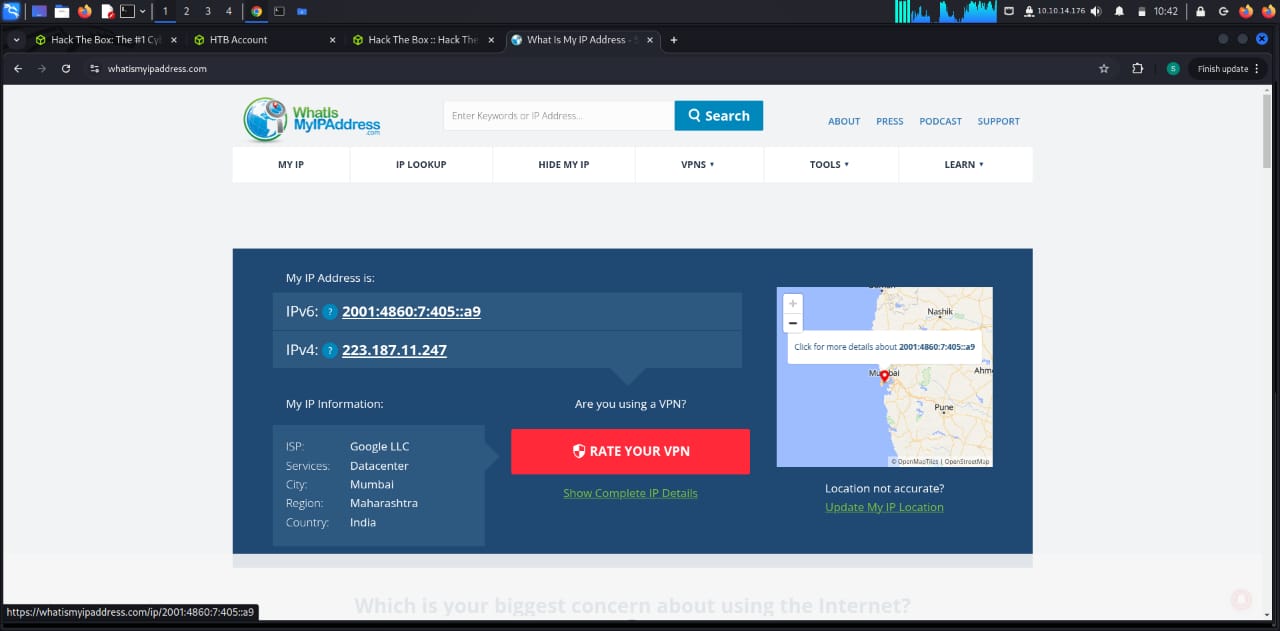 1 2 3 4 10.10.14.176 10:42
Hack The Box: The #1 Cy HTB Account Hack The Box :: Hack The What Is My IP Address -
whatismyipaddress.com Finish update
S
WhatIs
MyIPAddress
.com
Enter Keywords or IP Address...
Search
ABOUT PRESS PODCAST SUPPORT
MY IP IP LOOKUP HIDE MY IP VPNS TOOLS LEARN
My IP Address is:
IPv6: ? 2001:4860:7:405::a9
IPv4: ? 223.187.11.247
My IP Information:
ISP: Google LLC
Services: Datacenter
City: Mumbai
Region: Maharashtra
Country: India
Are you using a VPN?
RATE YOUR VPN
Show Complete IP Details
+
−
Nashik
Click for more details about 2001:4860:7:405::a9
Mumbai
Ahm
Pune
© OpenMapTiles | OpenStreetMap
Location not accurate?
Update My IP Location
Which is your biggest concern about using the Internet?
https://whatismyipaddress.com/ip/2001:4860:7:405::a9